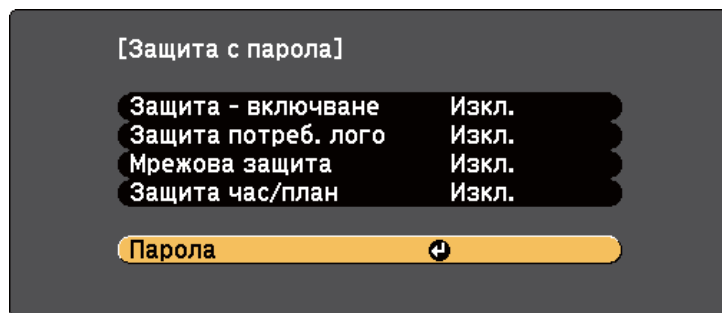 [Защита с парола]
Защита - включване Изкл.
Защита потреб. лого Изкл.
Мрежова защита Изкл.
Защита час/план Изкл.
Парола